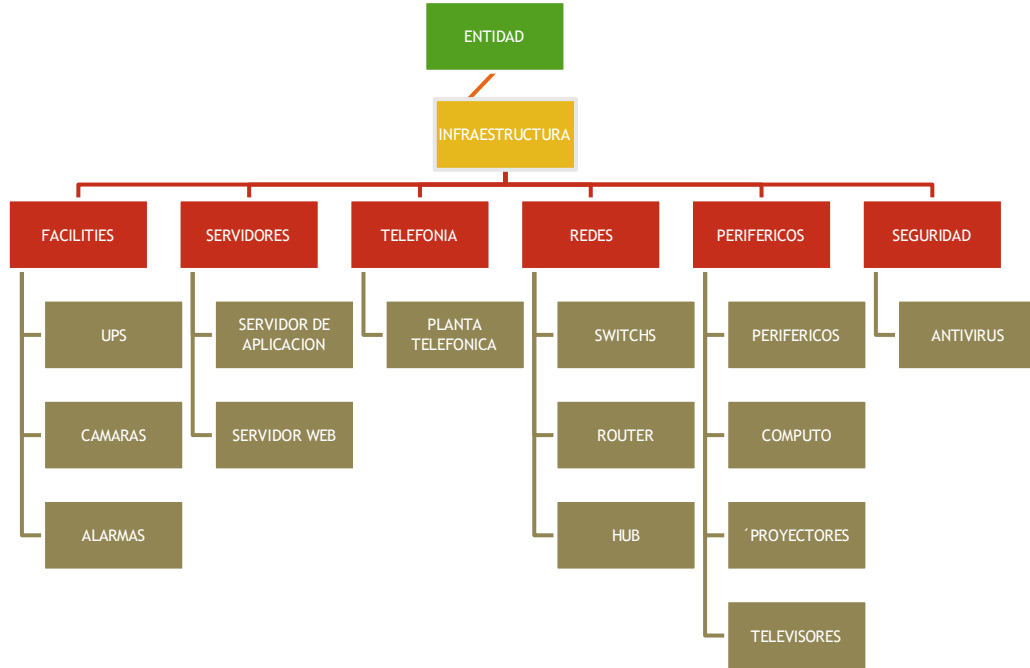 ENTIDAD
INFRAESTRUCTURA
FACILITIES
SERVIDORES
TELEFONIA
REDES
PERIFERICOS
SEGURIDAD
UPS
SERVIDOR DE
APLICACION
PLANTA
TELEFONICA
SWITCHS
PERIFERICOS
ANTIVIRUS
CAMARAS
SERVIDOR WEB
ROUTER
COMPUTO
ALARMAS
HUB
´PROYECTORES
TELEVISORES